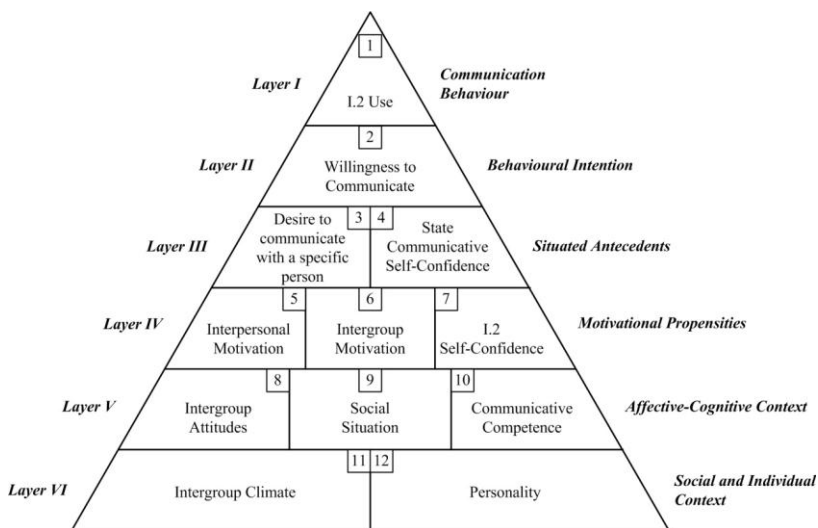 1
Layer I
I.2 Use
Communication
Behaviour
2
Layer II
Willingness to
Communicate
Behavioural Intention
3
4
Layer III
Desire to
communicate
with a specific
person
State
Communicative
Self-Confidence
Situated Antecedents
5
6
7
Layer IV
Interpersonal
Motivation
Intergroup
Motivation
I.2
Self-Confidence
Motivational Propensities
8
9
10
Layer V
Intergroup
Attitudes
Social
Situation
Communicative
Competence
Affective-Cognitive Context
11
12
Layer VI
Intergroup Climate
Personality
Social and Individual
Context